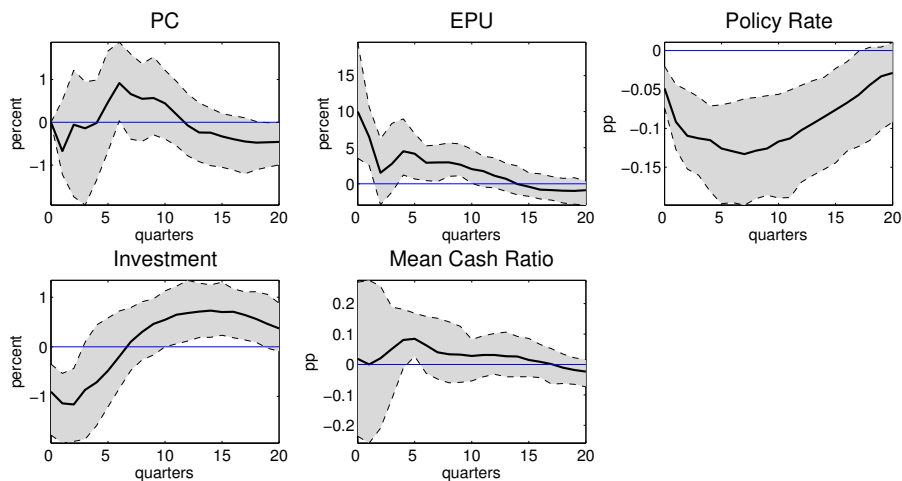 PC
EPU
Policy Rate
percent
1
0
−1
0 5 10 15 20
quarters
percent
15
10
5
0
0 5 10 15 20
quarters
pp
0
−0.05
−0.1
−0.15
0 5 10 15 20
quarters
Investment
Mean Cash Ratio
percent
1
0
−1
0 5 10 15 20
quarters
pp
0.2
0.1
0
−0.1
−0.2
0 5 10 15 20
quarters